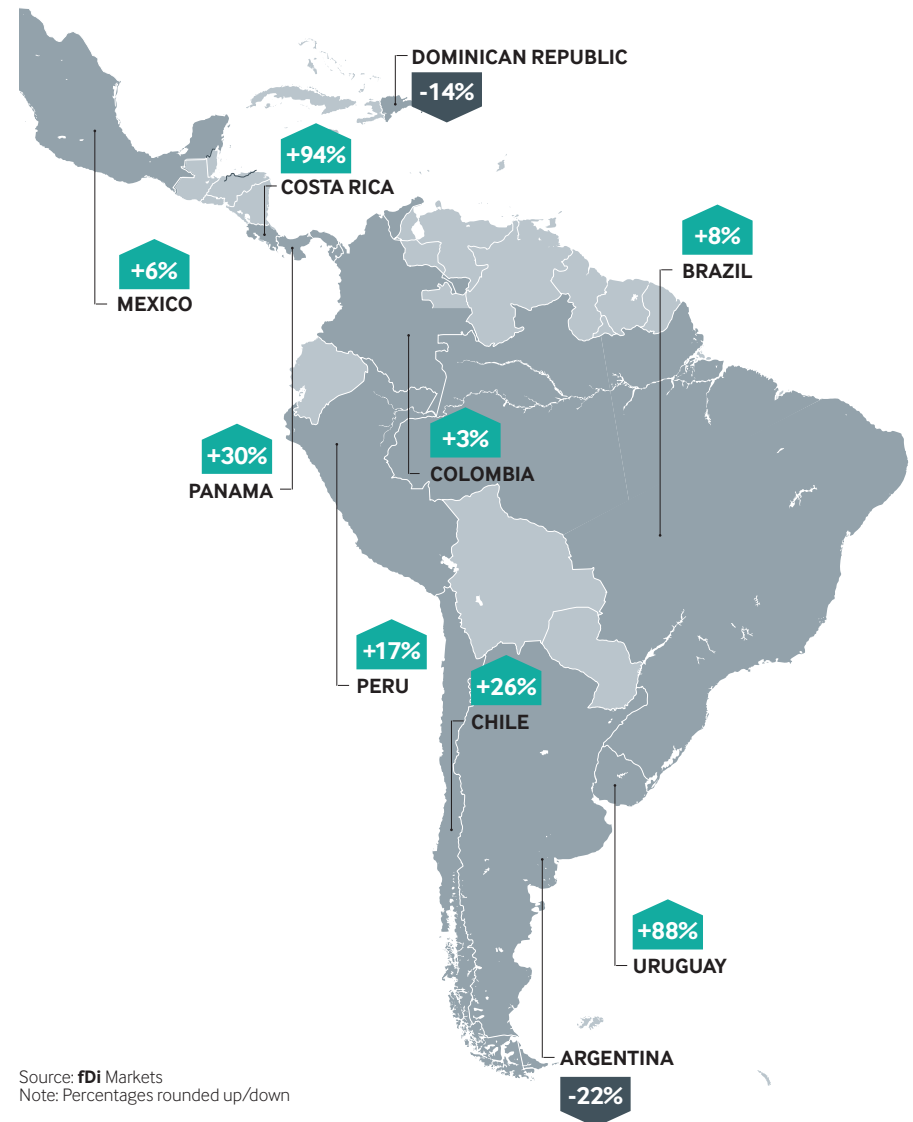 DOMINICAN REPUBLIC
-14%
+94%
COSTA RICA
+8%
BRAZIL
+6%
MEXICO
+3%
COLOMBIA
+30%
PANAMA
+17%
PERU
+26%
CHILE
+88%
URUGUAY
ARGENTINA
-22%
Source: fDi Markets
Note: Percentages rounded up/down